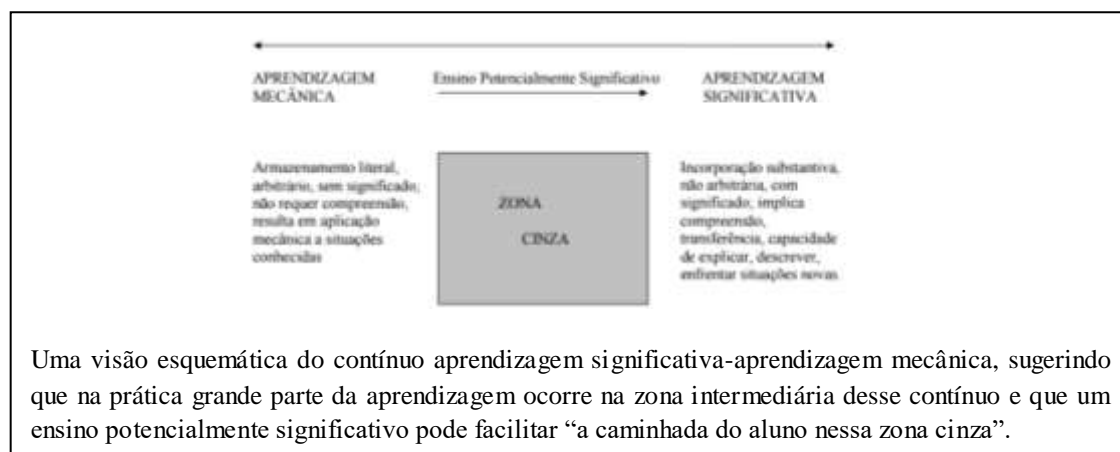 APRENDIZAGEM
MECÂNICA
Ensino Potencialmente Significativo
APRENDIZAGEM
SIGNIFICATIVA
Armazenamento literal,
arbitrário, sem significado;
não requer compreensão,
resulta em aplicação
mecânica a situações
conhecidas
ZONA
CINZA
Incorporação substantiva,
não arbitrária, com
significado; implica
compreensão,
transferência, capacidade
de explicar, descrever,
enfrentar situações novas
Uma visão esquemática do contínuo aprendizagem significativa-aprendizagem mecânica, sugerindo
que na prática grande parte da aprendizagem ocorre na zona intermediária desse contínuo e que um
ensino potencialmente significativo pode facilitar “a caminhada do aluno nessa zona cinza”.